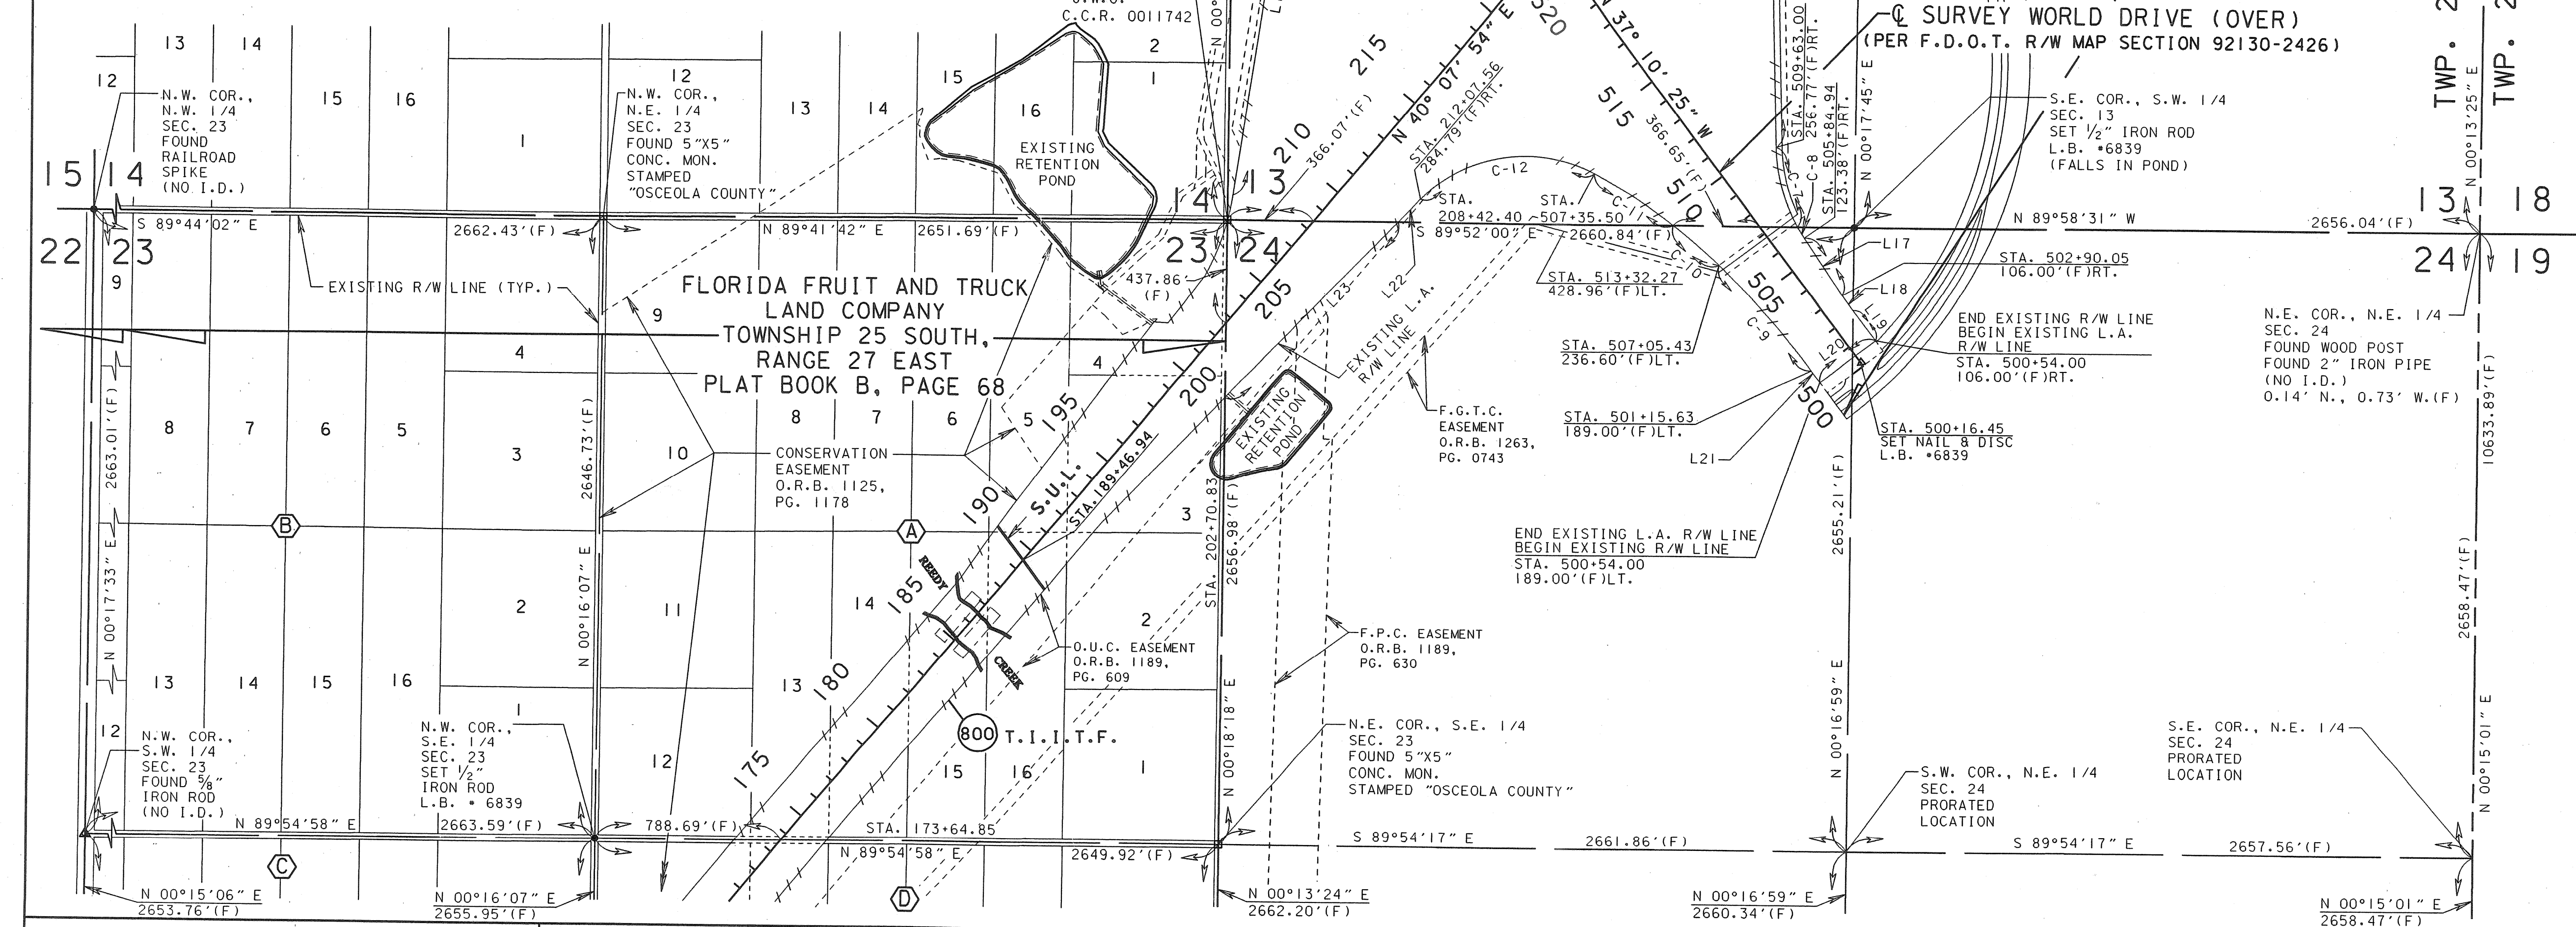 C.C.R. 0011742
℄ SURVEY WORLD DRIVE (OVER)
(PER F.D.O.T. R/W MAP SECTION 92130-2426)
TWP.
TWP.
13
14
12
15
16
N.W. COR.,
N.W. 1/4
SEC. 23
FOUND
RAILROAD
SPIKE
(NO I.D.)
1
12
N.W. COR.,
N.E. 1/4
SEC. 23
FOUND 5"X5"
CONC. MON.
STAMPED
"OSCEOLA COUNTY"
13
14
15
16
2
1
EXISTING
RETENTION
POND
215
210
366.07'(F)
N 40° 07' 54" E
STA. 212+07.56
284.79'(F)RT.
520
N 37° 10' 25" W
515
366.65'(F)
510
STA. 509+63.00
C-8 256.77'(F)RT.
STA. 505+84.94
123.38'(F)RT.
N 00°17'45" E
S.E. COR., S.W. 1/4
SEC. 13
SET 1/2" IRON ROD
L.B. #6839
(FALLS IN POND)
N 00°13'25" E
15 14
22 23
S 89°44'02" E
2662.43'(F)
N 89°41'42" E
2651.69'(F)
14 13
23 24
C-12
C-11
C-10
C-9
STA. STA.
208+42.40 507+35.50
S 89°52'00" E 2660.84'(F)
N 89°58'31" W
2656.04'(F)
13 18
24 19
9
EXISTING R/W LINE (TYP.)
9
FLORIDA FRUIT AND TRUCK
LAND COMPANY
TOWNSHIP 25 SOUTH,
RANGE 27 EAST
PLAT BOOK B, PAGE 68
437.86'
(F)
205
L23
L22
EXISTING L.A.
R/W LINE
STA. 513+32.27
428.96'(F)LT.
505
L17
STA. 502+90.05
106.00'(F)RT.
L18
L19
L20
STA. 507+05.43
236.60'(F)LT.
END EXISTING R/W LINE
BEGIN EXISTING L.A.
R/W LINE
STA. 500+54.00
106.00'(F)RT.
N.E. COR., N.E. 1/4
SEC. 24
FOUND WOOD POST
FOUND 2" IRON PIPE
(NO I.D.)
0.14' N., 0.73' W.(F)
2663.01'(F)
4
4
200
195
8
7
6
5
3
2646.73'(F)
10
8
7
6
5
EXISTING
RETENTION
POND
F.G.T.C.
EASEMENT
O.R.B. 1263,
PG. 0743
STA. 501+15.63
189.00'(F)LT.
500
L21
STA. 500+16.45
SET NAIL & DISC
L.B. #6839
10633.89'(F)
CONSERVATION
EASEMENT
O.R.B. 1125,
PG. 1178
S.U.L.
STA. 189+46.94
190
3
STA. 202+70.83
2656.98'(F)
2655.21'(F)
B
A
END EXISTING L.A. R/W LINE
BEGIN EXISTING R/W LINE
STA. 500+54.00
189.00'(F)LT.
N 00°17'33" E
N 00°16'07" E
2
11
14
REEDY
CREEK
185
2
2658.47'(F)
O.U.C. EASEMENT
O.R.B. 1189,
PG. 609
F.P.C. EASEMENT
O.R.B. 1189,
PG. 630
13
14
15
16
1
13
180
800 T.I.I.T.F.
N 00°18'18" E
N 00°16'59" E
N 00°15'01" E
12
N.W. COR.,
S.W. 1/4
SEC. 23
FOUND 5/8"
IRON ROD
(NO I.D.)
N.W. COR.,
S.E. 1/4
SEC. 23
SET 1/2"
IRON ROD
L.B. # 6839
12
175
15
16
1
N.E. COR., S.E. 1/4
SEC. 23
FOUND 5"X5"
CONC. MON.
STAMPED "OSCEOLA COUNTY"
S.W. COR., N.E. 1/4
SEC. 24
PRORATED
LOCATION
S.E. COR., N.E. 1/4
SEC. 24
PRORATED
LOCATION
N 89°54'58" E
2663.59'(F)
788.69'(F)
STA. 173+64.85
N 89°54'58" E
2649.92'(F)
S 89°54'17" E
2661.86'(F)
S 89°54'17" E
2657.56'(F)
C
D
N 00°15'06" E
2653.76'(F)
N 00°16'07" E
2655.95'(F)
N 00°13'24" E
2662.20'(F)
N 00°16'59" E
2660.34'(F)
N 00°15'01" E
2658.47'(F)